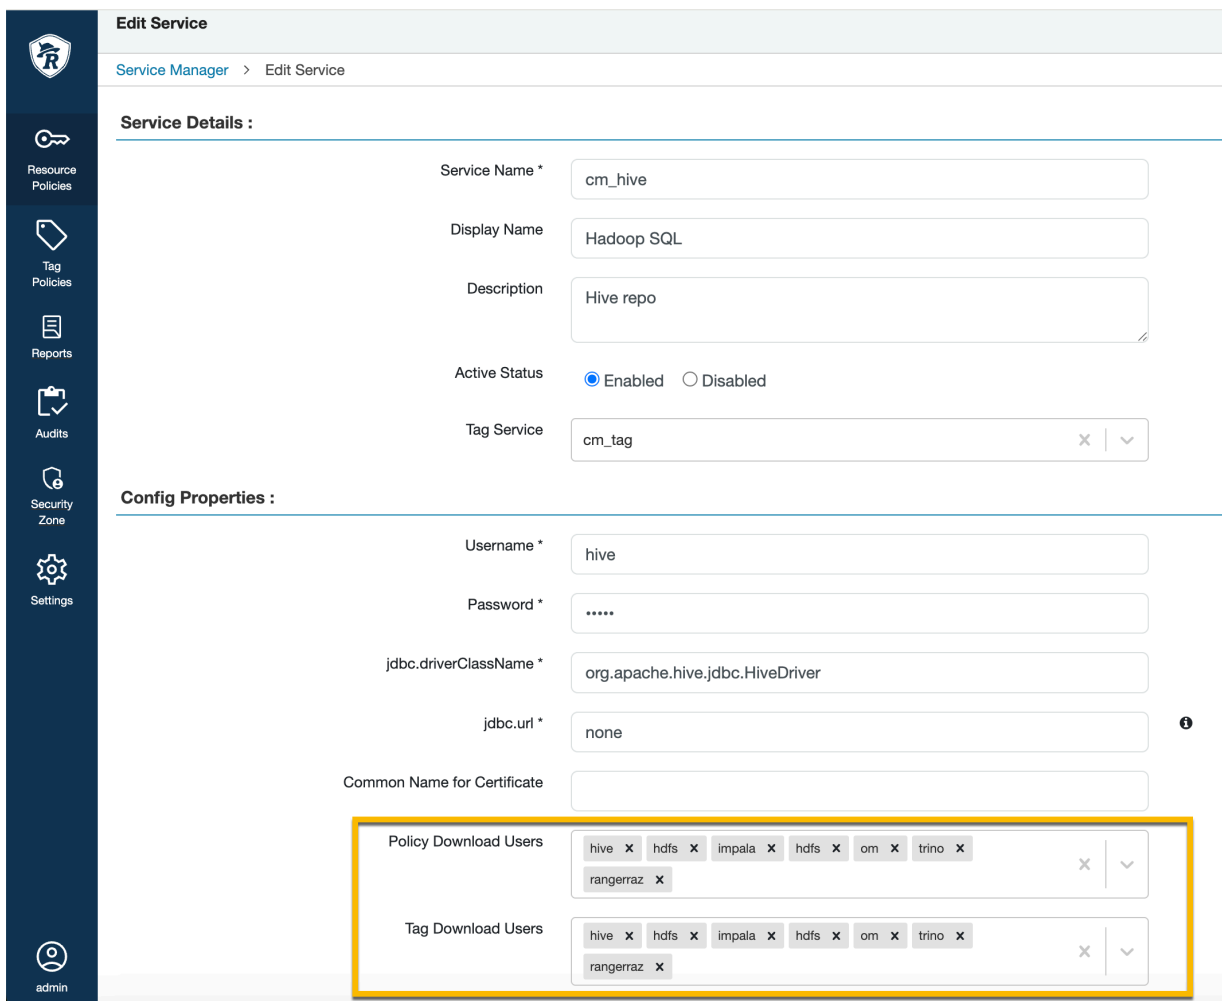 Edit Service
Service Manager > Edit Service
R
Resource
Policies
Tag
Policies
Reports
Audits
Security
Zone
Settings
admin
Service Details :
Service Name *
cm_hive
Display Name
Hadoop SQL
Description
Hive repo
Active Status
Enabled Disabled
Tag Service
cm_tag
Config Properties :
Username *
hive
Password *
•••••
jdbc.driverClassName *
org.apache.hive.jdbc.HiveDriver
jdbc.url *
none
Common Name for Certificate
Policy Download Users
hive × hdfs × impala × hdfs × om × trino ×
rangerraz ×
Tag Download Users
hive × hdfs × impala × hdfs × om × trino ×
rangerraz ×